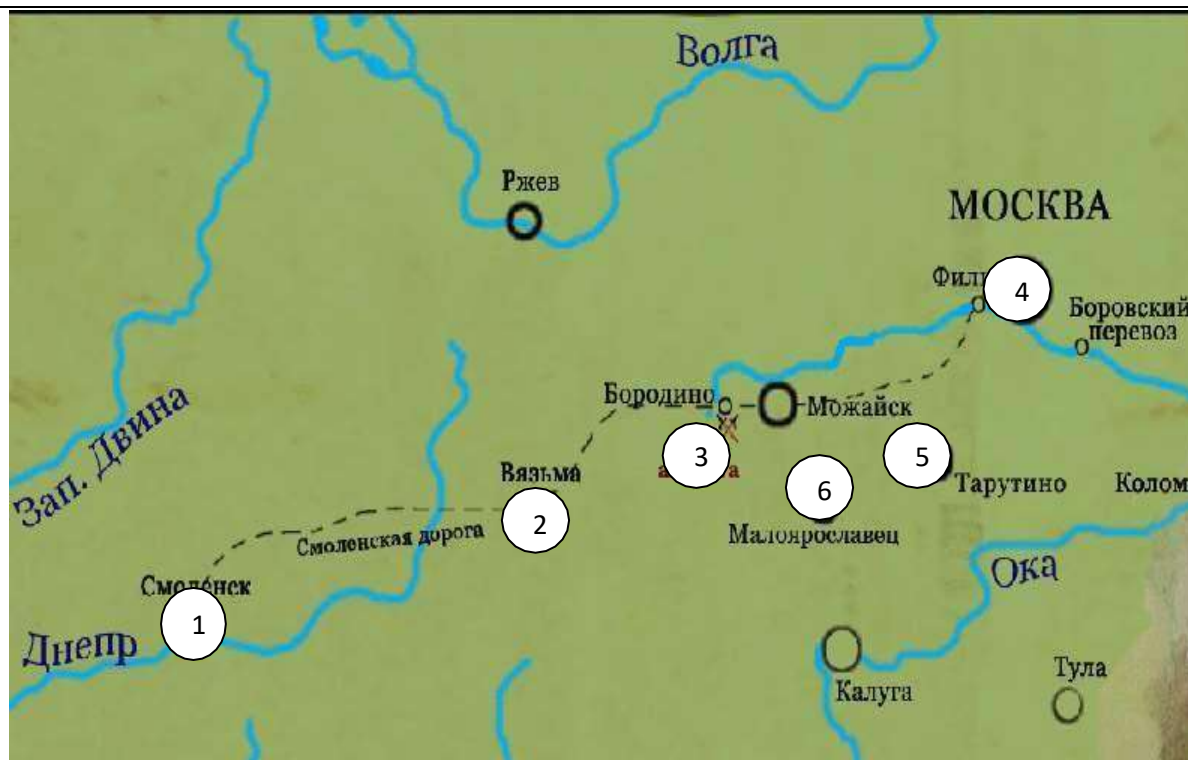 Волга
Ржев
МОСКВА
4
Боровский
перевоз
Бородино
Можайск
Зап. Двина
3
5
6
Вязьма
Тарутино
2
Малоярославец
Смоленская дорога
Ока
Смоленск
1
Днепр
Калуга
Тула